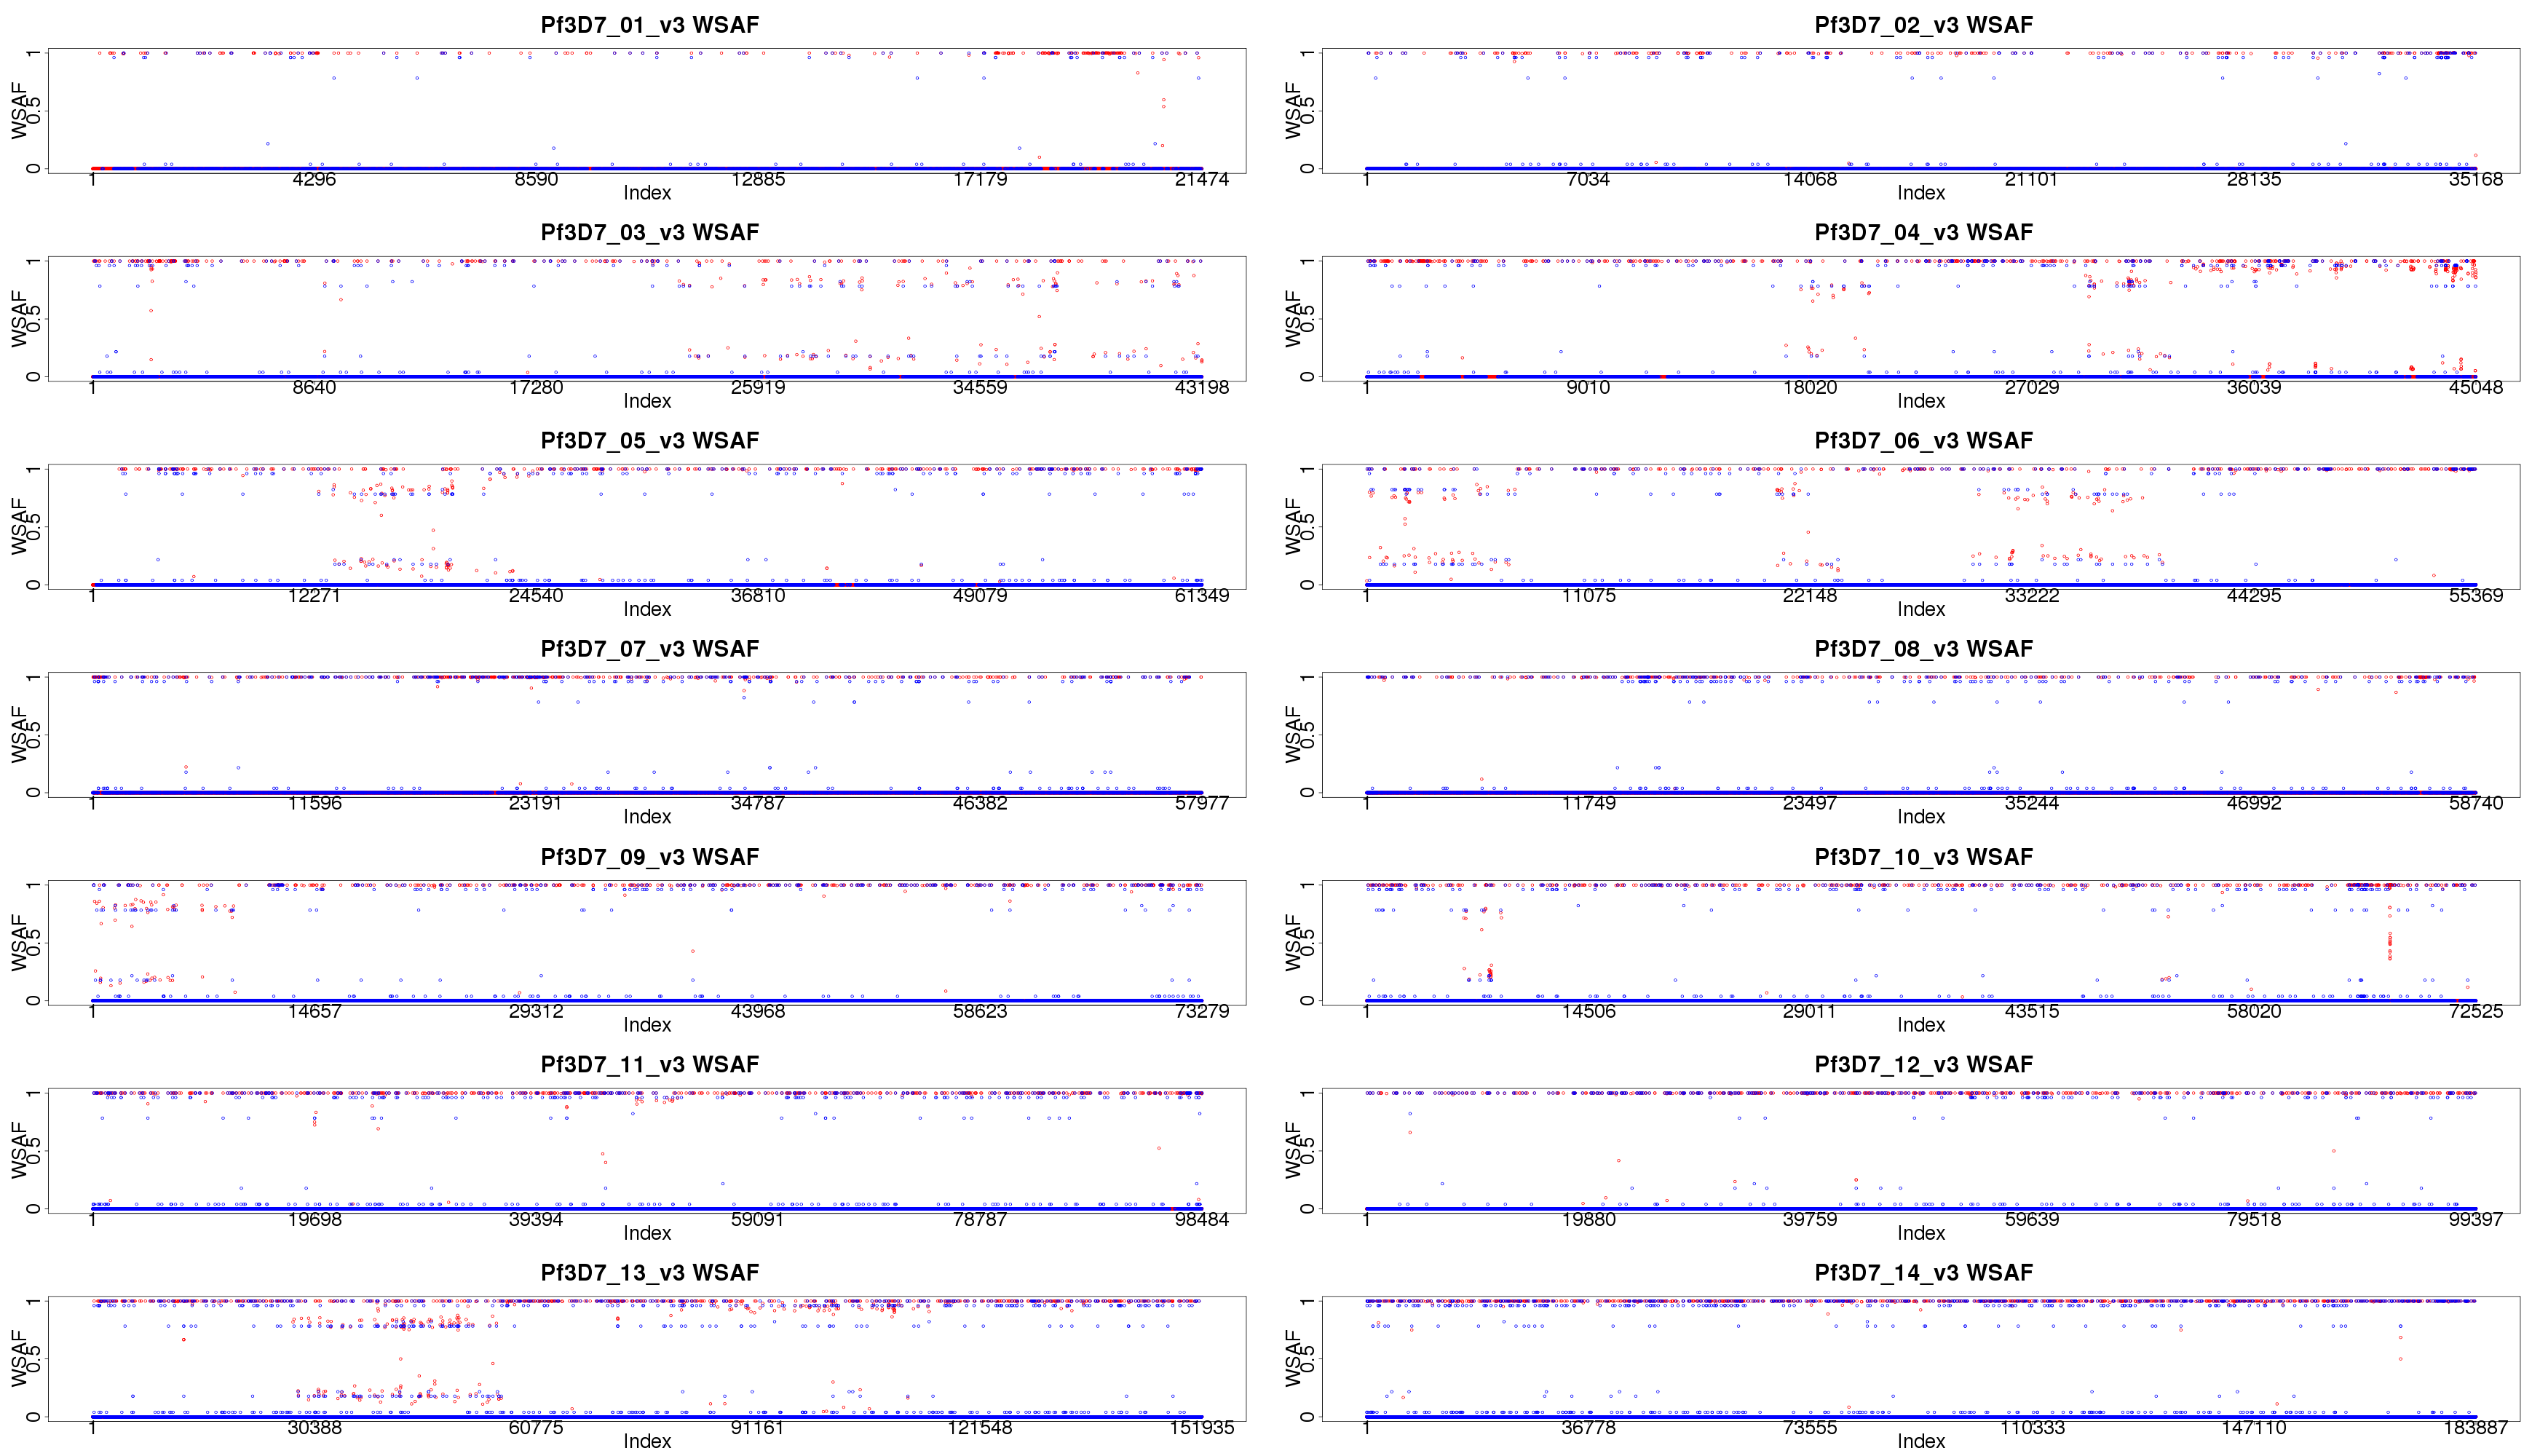 Pf3D7_01_v3 WSAF
WSAF
0 0.5 1
1 4296 8590 12885 17179 21474
Index
Pf3D7_02_v3 WSAF
WSAF
0 0.5 1
1 7034 14068 21101 28135 35168
Index
Pf3D7_03_v3 WSAF
WSAF
0 0.5 1
1 8640 17280 25919 34559 43198
Index
Pf3D7_04_v3 WSAF
WSAF
0 0.5 1
1 9010 18020 27029 36039 45048
Index
Pf3D7_05_v3 WSAF
WSAF
0 0.5 1
1 12271 24540 36810 49079 61349
Index
Pf3D7_06_v3 WSAF
WSAF
0 0.5 1
1 11075 22148 33222 44295 55369
Index
Pf3D7_07_v3 WSAF
WSAF
0 0.5 1
1 11596 23191 34787 46382 57977
Index
Pf3D7_08_v3 WSAF
WSAF
0 0.5 1
1 11749 23497 35244 46992 58740
Index
Pf3D7_09_v3 WSAF
WSAF
0 0.5 1
1 14657 29312 43968 58623 73279
Index
Pf3D7_10_v3 WSAF
WSAF
0 0.5 1
1 14506 29011 43515 58020 72525
Index
Pf3D7_11_v3 WSAF
WSAF
0 0.5 1
1 19698 39394 59091 78787 98484
Index
Pf3D7_12_v3 WSAF
WSAF
0 0.5 1
1 19880 39759 59639 79518 99397
Index
Pf3D7_13_v3 WSAF
WSAF
0 0.5 1
1 30388 60775 91161 121548 151935
Index
Pf3D7_14_v3 WSAF
WSAF
0 0.5 1
1 36778 73555 110333 147110 183887
Index